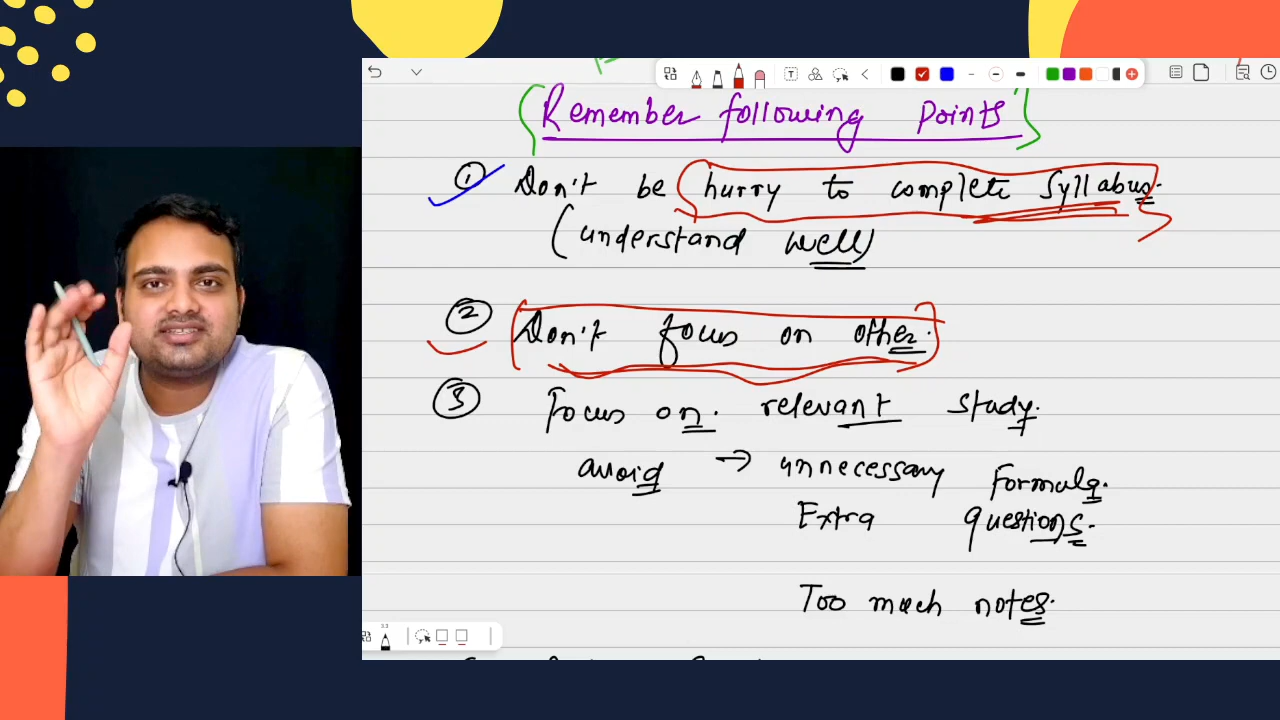 Remember following points
① Don't be hurry to complete syllabus.
(understand well)
② Don't focus on other.
③ Focus on. relevant study.
avoid → unnecessary formula.
Extra questions.
Too much notes.